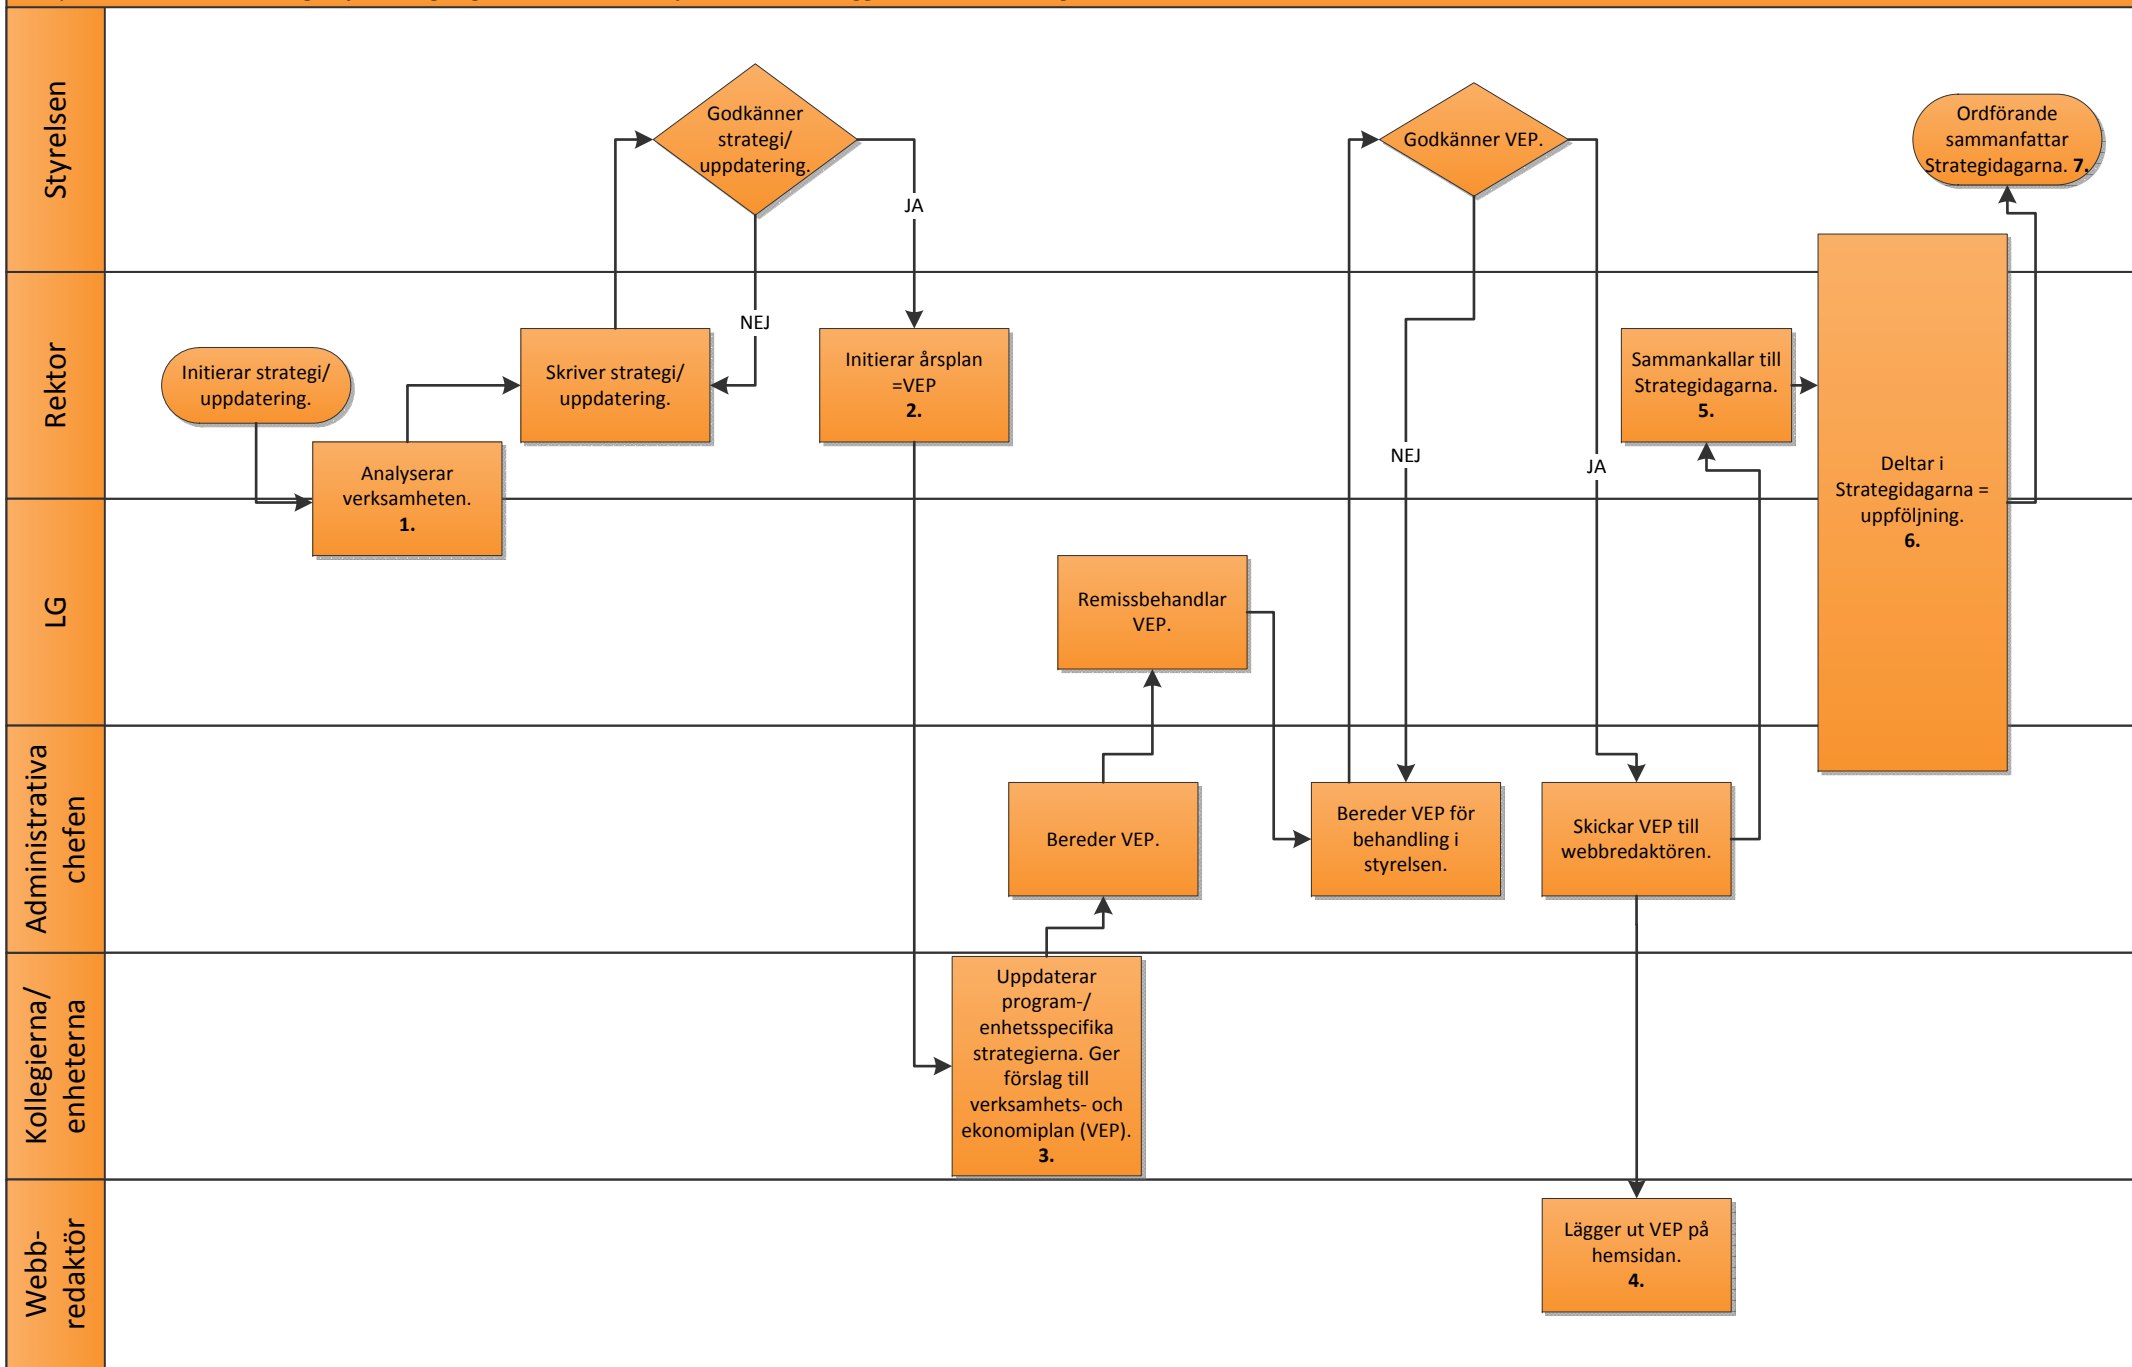 Styrelsen
Godkänner
strategi/
uppdatering.
JA
NEJ
Godkänner VEP.
Ordförande
sammanfattar
Strategidagarna. 7.
Rektor
Initierar strategi/
uppdatering.
Analyserar
verksamheten.
1.
Skriver strategi/
uppdatering.
Initierar årsplan
=VEP
2.
NEJ
JA
Sammankallar till
Strategidagarna.
5.
Deltar i
Strategidagarna =
uppföljning.
6.
LG
Remissbehandlar
VEP.
Administrativa
chefen
Bereder VEP.
Bereder VEP för
behandling i
styrelsen.
Skickar VEP till
webbredaktören.
Kollegierna/
enheterna
Uppdaterar
program-/
enhetsspecifika
strategierna. Ger
förslag till
verksamhets- och
ekonomiplan (VEP).
3.
Webb-
redaktör
Lägger ut VEP på
hemsidan.
4.